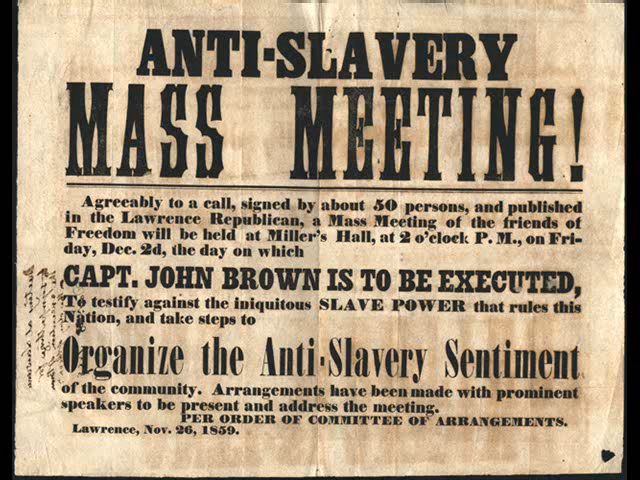 ANTI-SLAVERY
MASS MEETING!
Agreeably to a call, signed by about 50 persons, and published
in the Lawrence Republican, a Mass Meeting of the friends of
Freedom will be held at Miller's Hall, at 2 o'clock P. M., on Fri-
day, Dec. 2d, the day on which
CAPT. JOHN BROWN IS TO BE EXECUTED,
To testify against the iniquitous SLAVE POWER that rules this
Nation, and take steps to
Organize the Anti-Slavery Sentiment
of the community. Arrangements have been made with prominent
speakers to be present and address the meeting.
PER ORDER OF COMMITTEE OF ARRANGEMENTS.
Lawrence, Nov. 26, 1859.